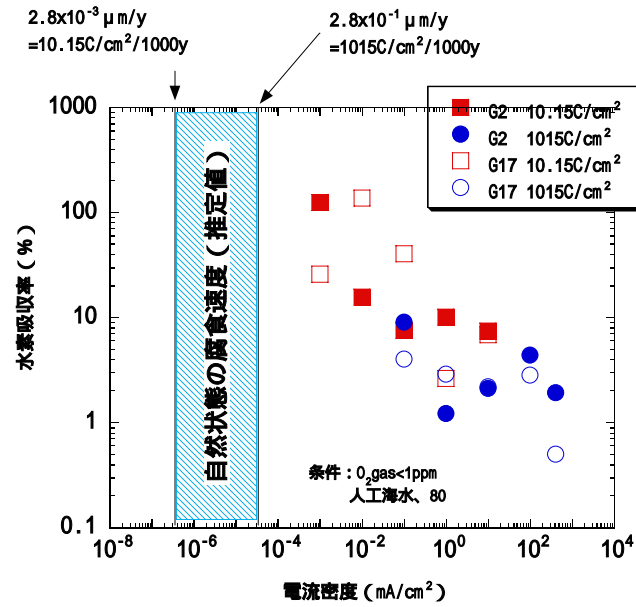 2.8x10⁻³ μm/y
=10.15C/cm²/1000y
2.8x10⁻¹ μm/y
=1015C/cm²/1000y
G2 10.15C/cm²
G2 1015C/cm²
G17 10.15C/cm²
G17 1015C/cm²
1000
100
10
1
0.1
水素吸収率(%)
自然状態の腐食速度(推定値)
条件:O₂gas<1ppm
人工海水、80
10⁻⁸
10⁻⁶
10⁻⁴
10⁻²
10⁰
10²
10⁴
電流密度(mA/cm²)